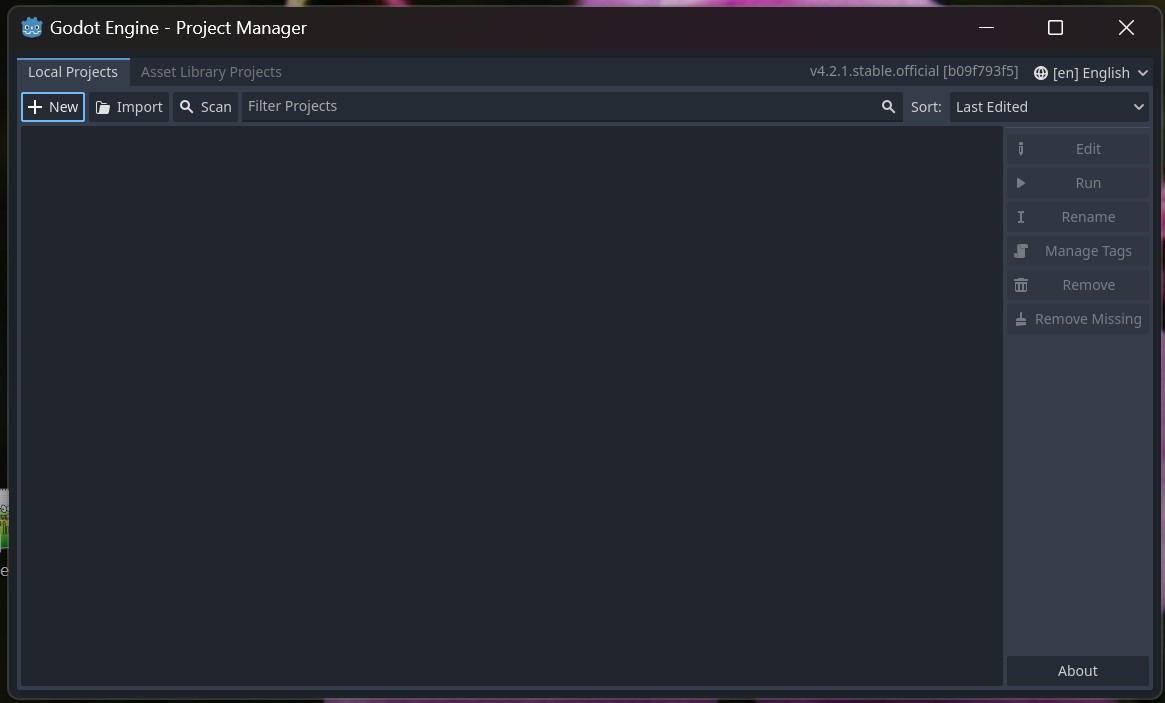 Godot Engine - Project Manager
Local Projects Asset Library Projects v4.2.1.stable.official [b09f793f5] [en] English
New Import Scan Filter Projects Sort: Last Edited
Edit
Run
Rename
Manage Tags
Remove
Remove Missing
e
About